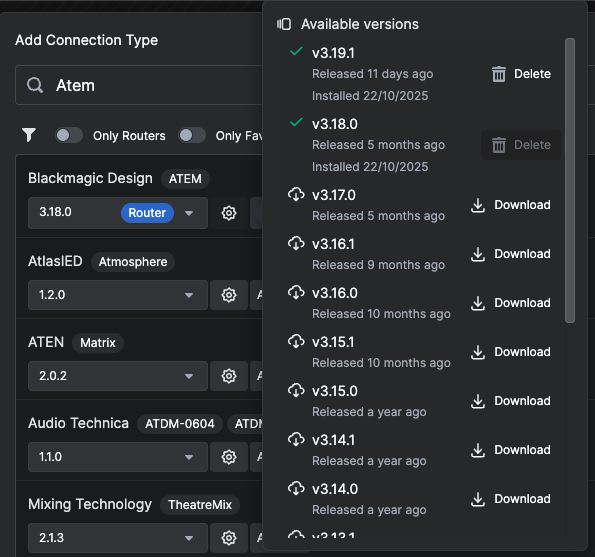 Add Connection Type
Atem
Only Routers
Only Fav
Blackmagic Design ATEM
3.18.0 Router
AtlasIED Atmosphere
1.2.0
ATEN Matrix
2.0.2
Audio Technica ATDM-0604 ATDM
1.1.0
Mixing Technology TheatreMix
2.1.3
Available versions
v3.19.1
Released 11 days ago
Installed 22/10/2025
Delete
v3.18.0
Released 5 months ago
Installed 22/10/2025
Delete
v3.17.0
Released 5 months ago
Download
v3.16.1
Released 9 months ago
Download
v3.16.0
Released 10 months ago
Download
v3.15.1
Released 10 months ago
Download
v3.15.0
Released a year ago
Download
v3.14.1
Released a year ago
Download
v3.14.0
Released a year ago
Download
v3.13.1